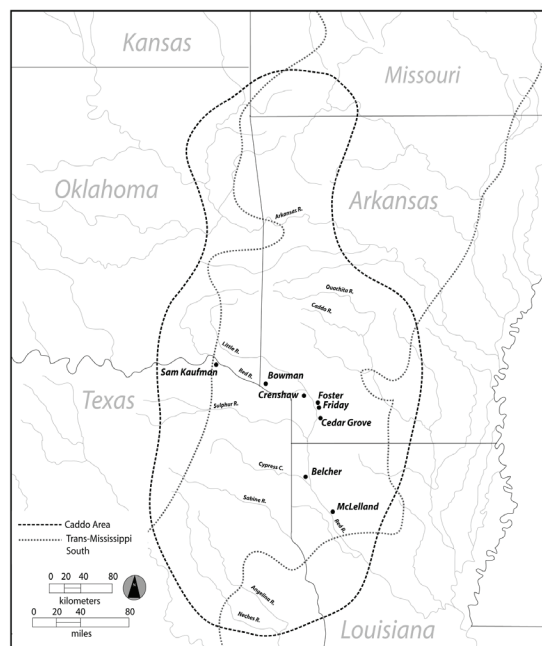 Kansas
Missouri
Oklahoma
Arkansas
Arkansas R.
Ouachita R.
Caddo R.
Little R.
Sam Kaufman
Red R.
Bowman
Crenshaw
Foster
Friday
Texas
Sulphur R.
Cedar Grove
Cypress C.
Belcher
Sabine R.
McLelland
Red R.
Caddo Area
Trans-Mississippi
South
Angelina R.
Neches R.
0 20 40 80
kilometers
0 20 40 80
miles
Louisiana